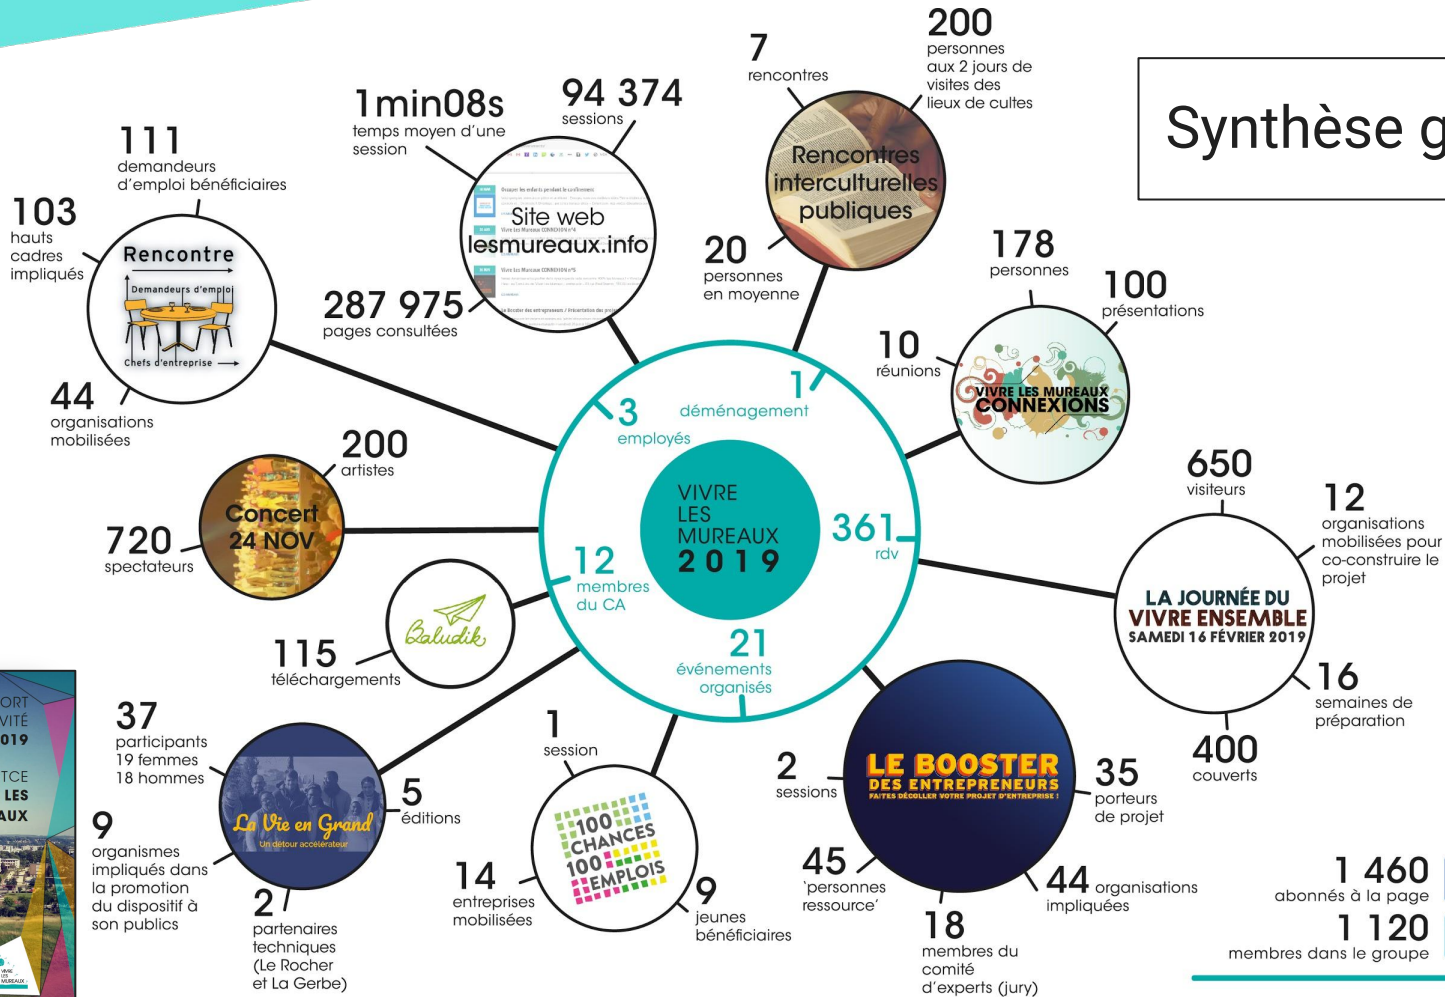 Synthèse g
7
rencontres
200
personnes
aux 2 jours de
visites des
lieux de cultes
Rencontres
interculturelles
publiques
20
personnes
en moyenne
1min08s
temps moyen d'une
session
94 374
sessions
Site web
lesmureaux.info
287 975
pages consultées
111
demandeurs
d'emploi bénéficiaires
103
hauts
cadres
impliqués
Rencontre
Demandeurs d'emploi
Chefs d'entreprise
44
organisations
mobilisées
178
personnes
100
présentations
10
réunions
VIVRE LES MUREAUX
CONNEXIONS
200
artistes
Concert
24 NOV
720
spectateurs
1
déménagement
3
employés
VIVRE
LES
MUREAUX
2019
361
rdv
12
membres
du CA
21
événements
organisés
650
visiteurs
12
organisations
mobilisées pour
co-construire le
projet
LA JOURNÉE DU
VIVRE ENSEMBLE
SAMEDI 16 FÉVRIER 2019
16
semaines de
préparation
400
couverts
Baludik
115
téléchargements
37
participants
19 femmes
18 hommes
La Vie en Grand
Un détour accélérateur
5
éditions
9
organismes
impliqués dans
la promotion
du dispositif à
son publics
2
partenaires
techniques
(Le Rocher
et La Gerbe)
1
session
100
CHANCES
100
EMPLOIS
14
entreprises
mobilisées
9
jeunes
bénéficiaires
2
sessions
LE BOOSTER
DES ENTREPRENEURS
FAITES DÉCOLLER VOTRE PROJET D'ENTREPRISE !
35
porteurs
de projet
45
'personnes
ressource'
44 organisations
impliquées
18
membres du
comité
d'experts (jury)
1 460
abonnés à la page
1 120
membres dans le groupe
ORT
VITÉ
019
TCE
LES
AUX
VIVRE
LES
MUREAUX